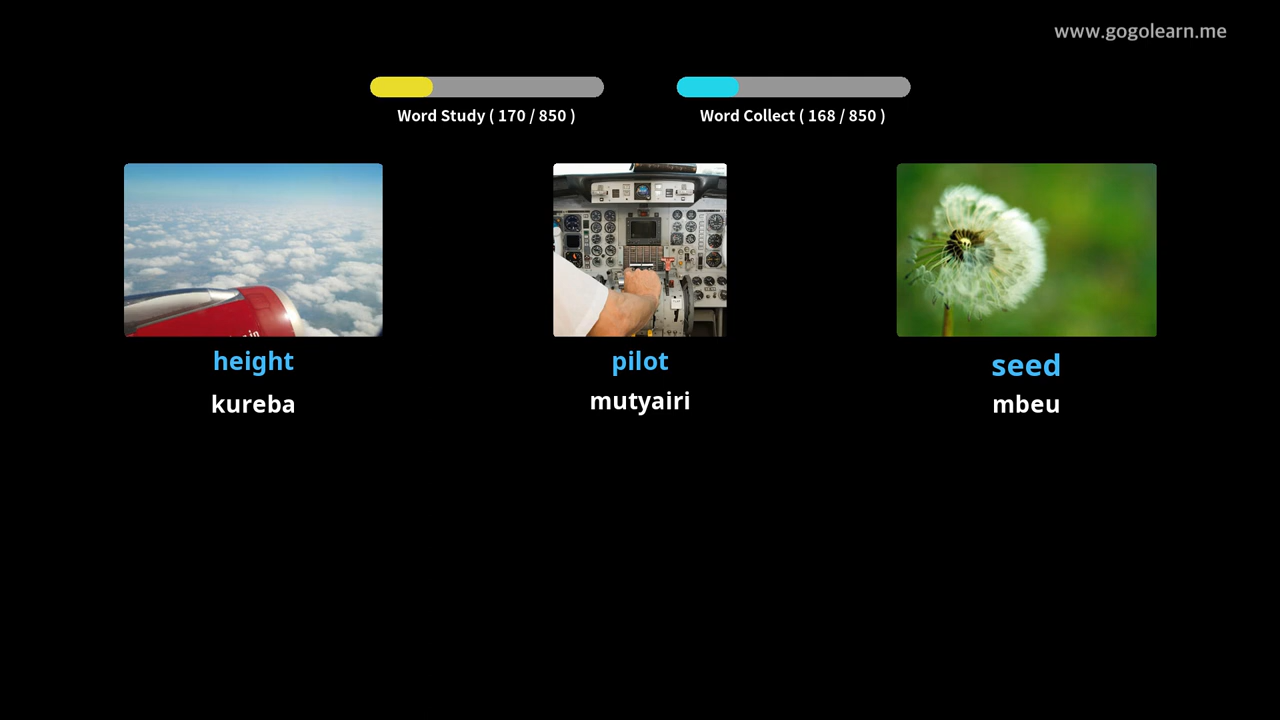 www.gogolearn.me
Word Study ( 170 / 850 )
Word Collect ( 168 / 850 )
height
pilot
seed
kureba
mutyairi
mbeu